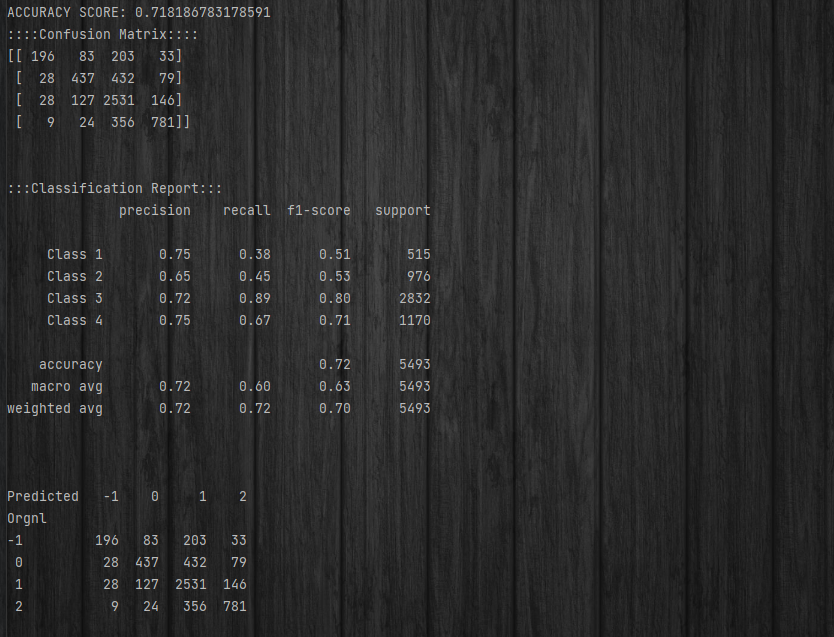 ACCURACY SCORE: 0.718186783178591
::::Confusion Matrix::::
[[ 196   83  203   33]
 [  28  437  432   79]
 [  28  127 2531  146]
 [   9   24  356  781]]
:::Classification Report:::
              precision    recall  f1-score   support
     Class 1       0.75      0.38      0.51       515
     Class 2       0.65      0.45      0.53       976
     Class 3       0.72      0.89      0.80      2832
     Class 4       0.75      0.67      0.71      1170
    accuracy                           0.72      5493
   macro avg       0.72      0.60      0.63      5493
weighted avg       0.72      0.72      0.70      5493
Predicted   -1    0     1    2
Orgnl
-1         196   83   203   33
 0          28  437   432   79
 1          28  127  2531  146
 2           9   24   356  781